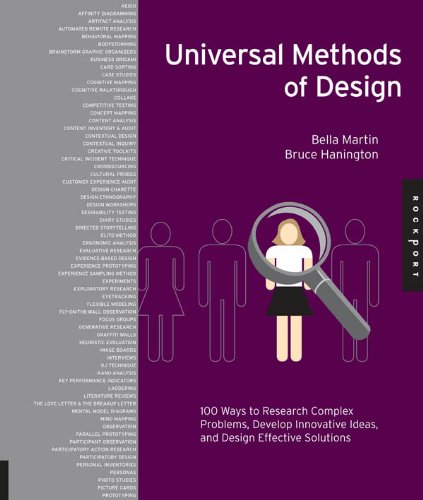 AEIOU
AFFINITY DIAGRAMMING
ARTIFACT ANALYSIS
AUTOMATED REMOTE RESEARCH
BEHAVIORAL MAPPING
BODYSTORMING
BRAINSTORM GRAPHIC ORGANIZERS
BUSINESS ORIGAMI
CARD SORTING
CASE STUDIES
COGNITIVE MAPPING
COGNITIVE WALKTHROUGH
COLLAGE
COMPETITIVE TESTING
CONCEPT MAPPING
CONTENT ANALYSIS
CONTENT INVENTORY & AUDIT
CONTEXTUAL DESIGN
CONTEXTUAL INQUIRY
CREATIVE TOOLKITS
CRITICAL INCIDENT TECHNIQUE
CROWDSOURCING
CULTURAL PROBES
CUSTOMER EXPERIENCE AUDIT
DESIGN CHARETTE
DESIGN ETHNOGRAPHY
DESIGN WORKSHOPS
DESIRABILITY TESTING
DIARY STUDIES
DIRECTED STORYTELLING
ELITO METHOD
ERGONOMIC ANALYSIS
EVALUATIVE RESEARCH
EVIDENCE-BASED DESIGN
EXPERIENCE PROTOTYPING
EXPERIENCE SAMPLING METHOD
EXPERIMENTS
EXPLORATORY RESEARCH
EYETRACKING
FLEXIBLE MODELING
FLY-ON-THE-WALL OBSERVATION
FOCUS GROUPS
GENERATIVE RESEARCH
GRAFFITI WALLS
HEURISTIC EVALUATION
IMAGE BOARDS
INTERVIEWS
KJ TECHNIQUE
KANO ANALYSIS
KEY PERFORMANCE INDICATORS
LADDERING
LITERATURE REVIEWS
THE LOVE LETTER & THE BREAKUP LETTER
MENTAL MODEL DIAGRAMS
MIND MAPPING
OBSERVATION
PARALLEL PROTOTYPING
PARTICIPANT OBSERVATION
PARTICIPATORY ACTION RESEARCH
PARTICIPATORY DESIGN
PERSONAL INVENTORIES
PERSONAS
PHOTO STUDIES
PICTURE CARDS
PROTOTYPING
Universal Methods
of Design
Bella Martin
Bruce Hanington
ROCKPORT
100 Ways to Research Complex
Problems, Develop Innovative Ideas,
and Design Effective Solutions